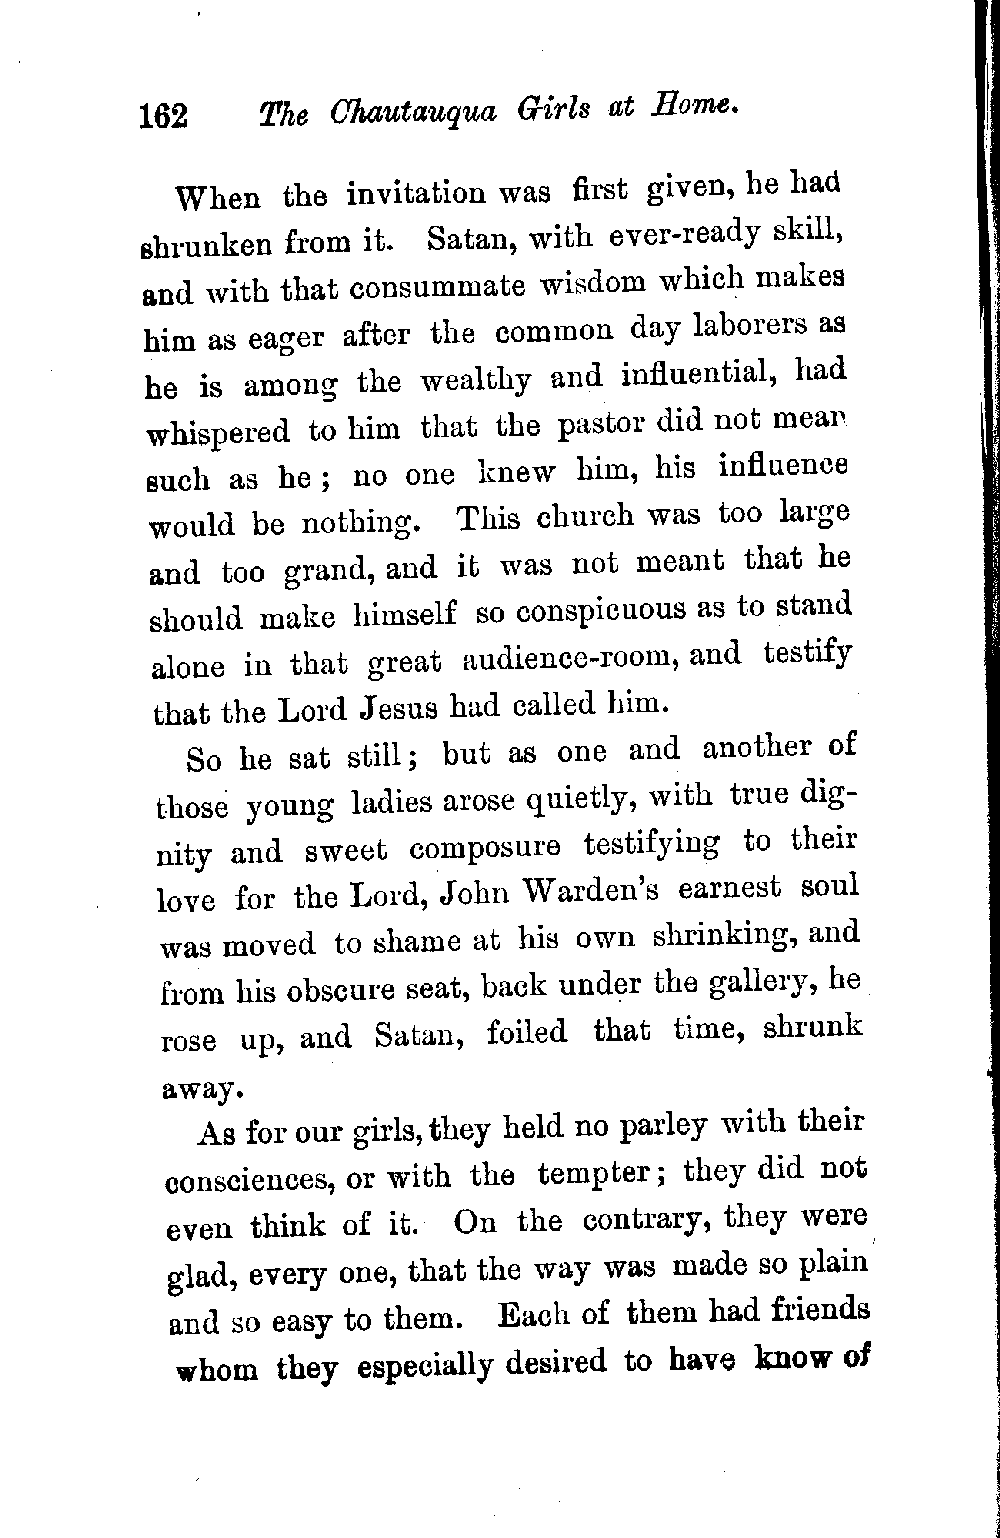 162 The Chautauqua Girls at Home.
When the invitation was first given, he had
shrunken from it. Satan, with ever-ready skill,
and with that consummate wisdom which makes
him as eager after the common day laborers as
he is among the wealthy and influential, had
whispered to him that the pastor did not mean
such as he; no one knew him, his influence
would be nothing. This church was too large
and too grand, and it was not meant that he
should make himself so conspicuous as to stand
alone in that great audience-room, and testify
that the Lord Jesus had called him.
So he sat still; but as one and another of
those young ladies arose quietly, with true dig-
nity and sweet composure testifying to their
love for the Lord, John Warden's earnest soul
was moved to shame at his own shrinking, and
from his obscure seat, back under the gallery, he
rose up, and Satan, foiled that time, shrunk
away.
As for our girls, they held no parley with their
consciences, or with the tempter; they did not
even think of it. On the contrary, they were
glad, every one, that the way was made so plain
and so easy to them. Each of them had friends
whom they especially desired to have know of